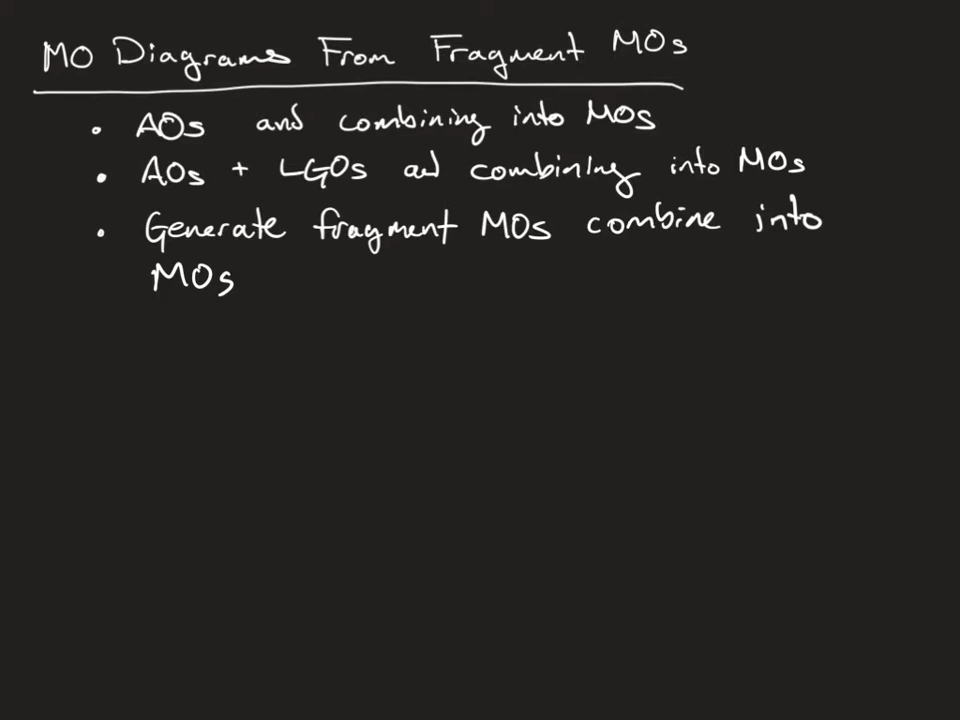 MO Diagrams From Fragment MOs
• AOs and combining into MOs
• AOs + LGOs ad combining into MOs
• Generate fragment MOs combine into
MOs